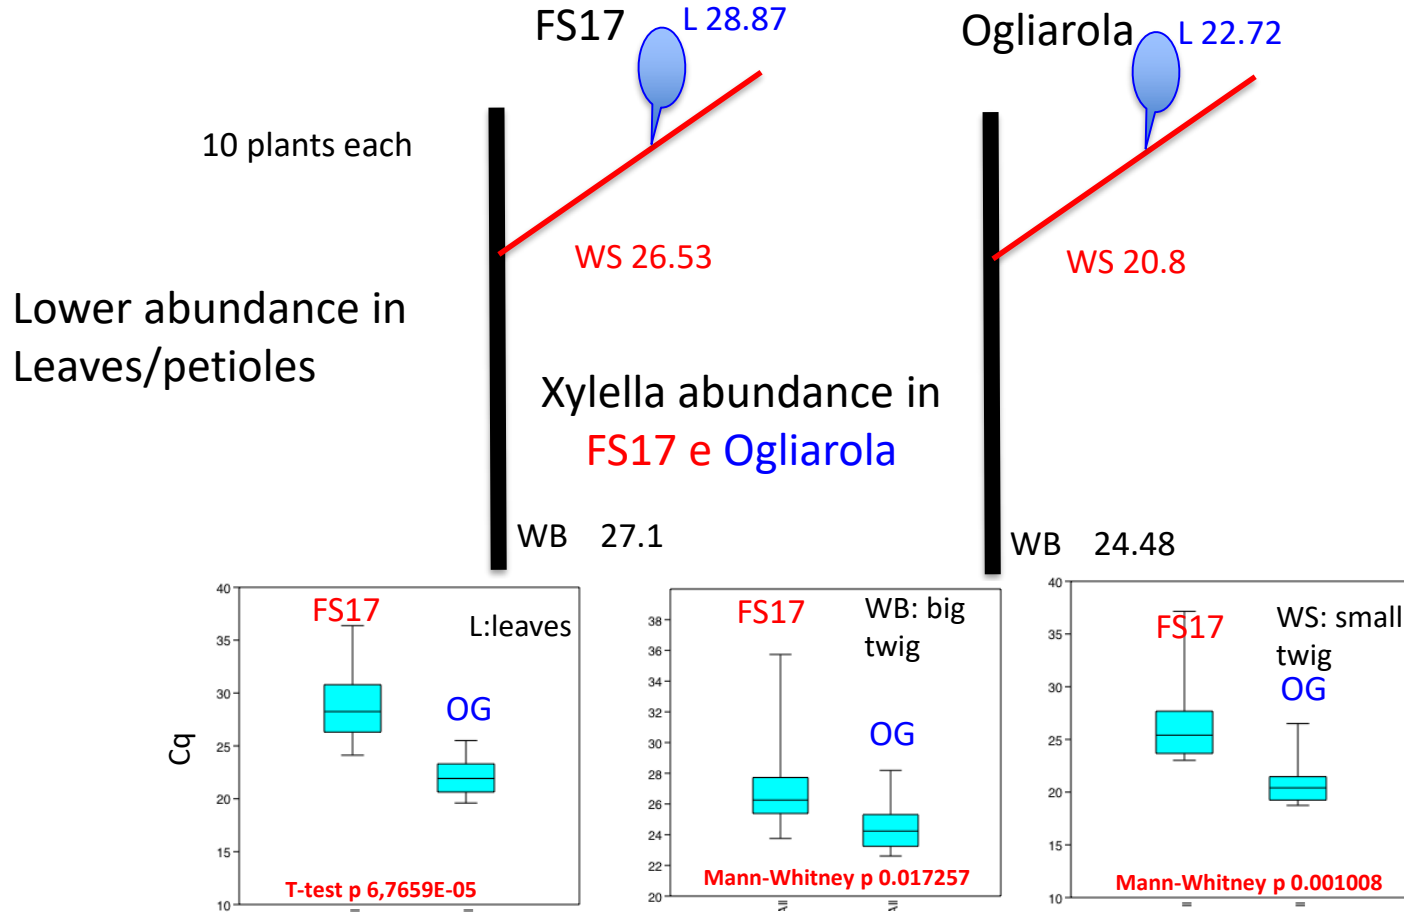 FS17
L 28.87
Ogliarola
L 22.72
10 plants each
WS 26.53
WS 20.8
Lower abundance in
Leaves/petioles
Xylella abundance in
FS17 e Ogliarola
WB 27.1
WB 24.48
Cq
40
35
30
25
20
15
10
FS17
L:leaves
OG
T-test p 6,7659E-05
38
36
34
32
30
28
26
24
22
20
FS17
WB: big
twig
OG
Mann-Whitney p 0.017257
40
35
30
25
20
15
10
FS17
WS: small
twig
OG
Mann-Whitney p 0.001008